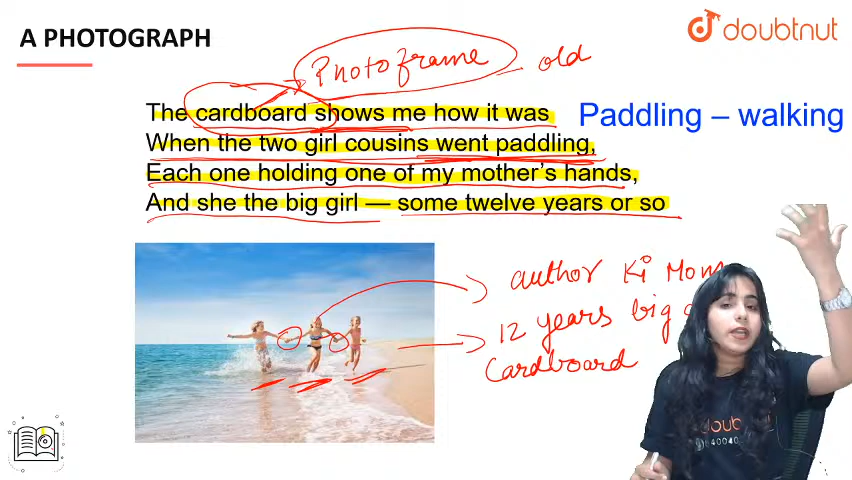 A PHOTOGRAPH
doubtnut
Photoframe
old
The cardboard shows me how it was
Paddling – walking
When the two girl cousins went paddling,
Each one holding one of my mother's hands,
And she the big girl — some twelve years or so
author Ki Mom
12 years big
Cardboard